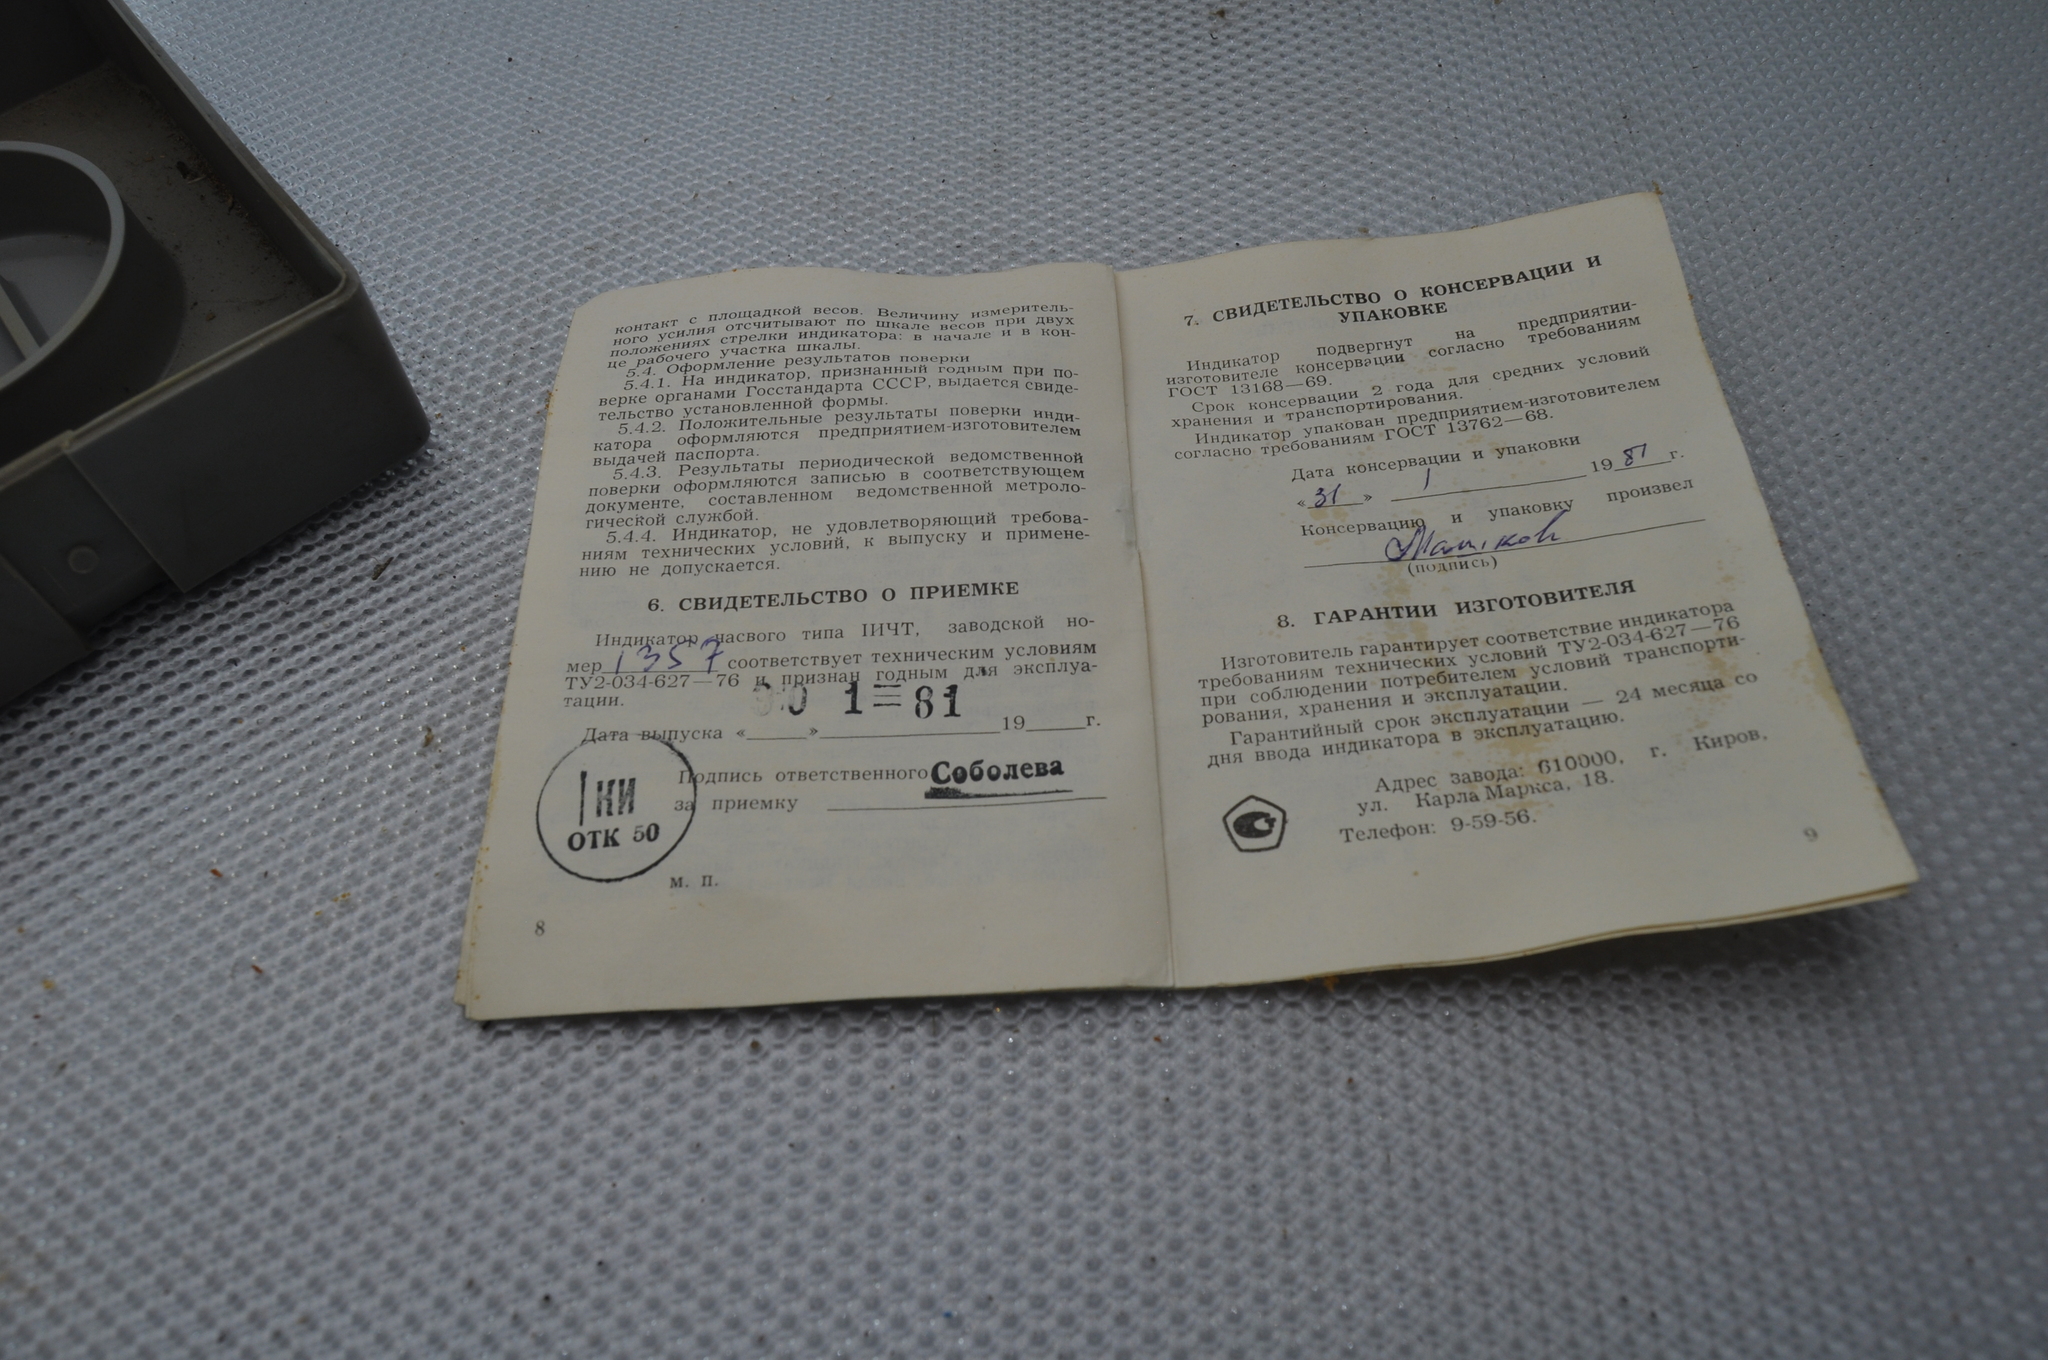 контакт с площадкой весов. Величину измеритель-
ного усилия отсчитывают по шкале весов при двух
положениях стрелки индикатора: в начале и в кон-
це рабочего участка шкалы.
5.4. Оформление результатов поверки
5.4.1. На индикатор, признанный годным при по-
верке органами Госстандарта СССР, выдается свиде-
тельство установленной формы.
5.4.2. Положительные результаты поверки инди-
катора оформляются предприятием-изготовителем
выдачей паспорта.
5.4.3. Результаты периодической ведомственной
поверки оформляются записью в соответствующем
документе, составленном ведомственной метроло-
гической службой.
5.4.4. Индикатор, не удовлетворяющий требова-
ниям технических условий, к выпуску и примене-
нию не допускается.
6. СВИДЕТЕЛЬСТВО О ПРИЕМКЕ
Индикатор часвого типа 1ИЧТ, заводской но-
мер 1357 соответствует техническим условиям
ТУ2-034-627—76 и признан годным для эксплуа-
тации.
1=81
Дата выпуска «_____»_______________19_____г.
Подпись ответственного Соболева
за приемку
КИ
ОТК 50
м. п.
8
7. СВИДЕТЕЛЬСТВО О КОНСЕРВАЦИИ И
УПАКОВКЕ
Индикатор подвергнут на предприятии-
изготовителе консервации согласно требованиям
ГОСТ 13168—69.
Срок консервации 2 года для средних условий
хранения и транспортирования.
Индикатор упакован предприятием-изготовителем
согласно требованиям ГОСТ 13762—68.
Дата консервации и упаковки
«31» 1 1981 г.
Консервацию и упаковку произвел
(подпись)
8. ГАРАНТИИ ИЗГОТОВИТЕЛЯ
Изготовитель гарантирует соответствие индикатора
требованиям технических условий ТУ2-034-627—76
при соблюдении потребителем условий транспорти-
рования, хранения и эксплуатации.
Гарантийный срок эксплуатации — 24 месяца со
дня ввода индикатора в эксплуатацию.
Адрес завода: 610000, г. Киров,
ул. Карла Маркса, 18.
Телефон: 9-59-56.
9